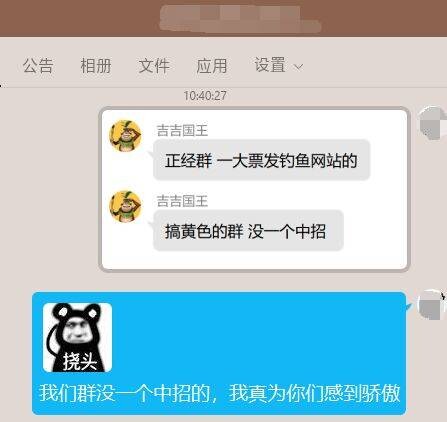 公告 相册 文件 应用 设置
10:40:27
吉吉国王
正经群 一大票发钓鱼网站的
吉吉国王
搞黄色的群 没一个中招
挠头
我们群没一个中招的，我真为你们感到骄傲